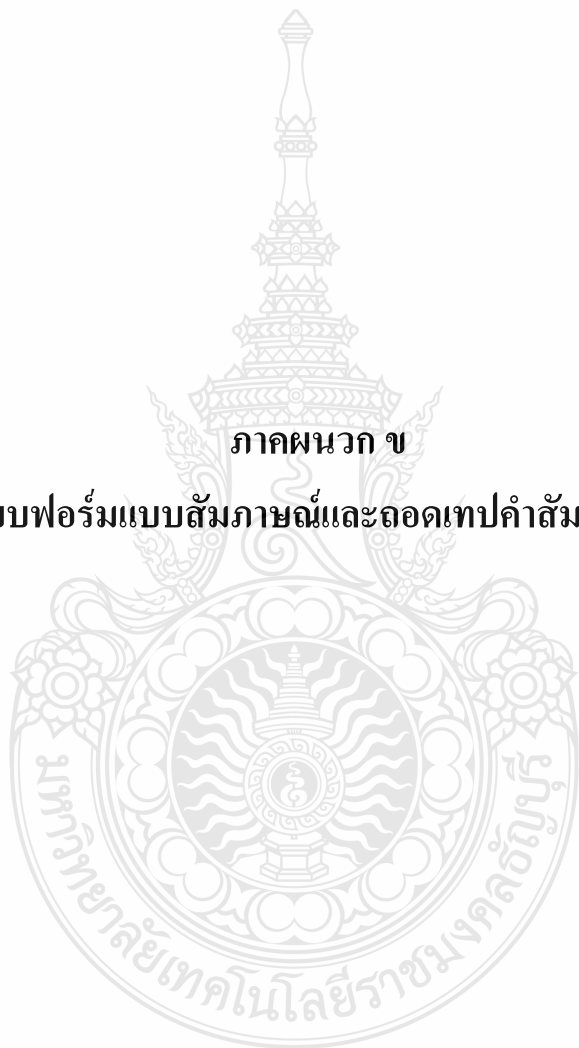 ภาคผนวก ข
บฟอร์มแบบสัมภาษณ์และถอดเทปคำสัม
มหาวิทยาลัยเทคโนโลยีราชมงคลธัญบุรี